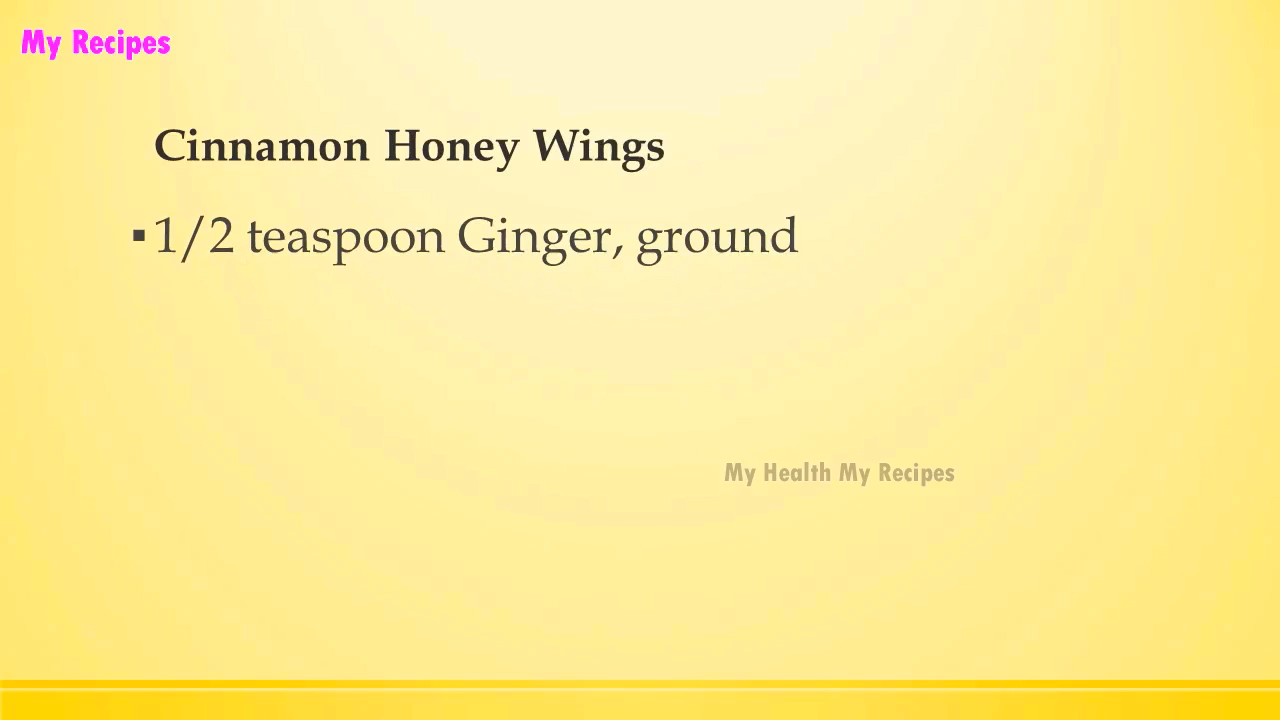 My Recipes
Cinnamon Honey Wings
▪1/2 teaspoon Ginger, ground
My Health My Recipes